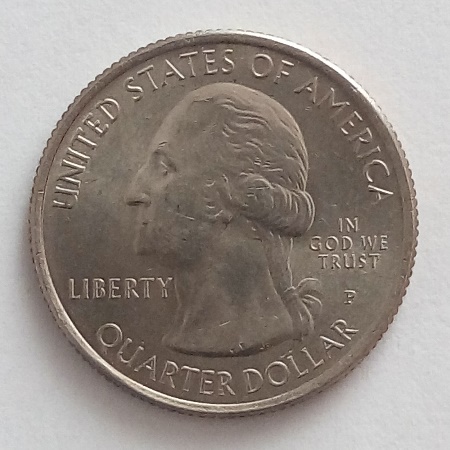 UNITED STATES OF AMERICA
LIBERTY
IN
GOD WE
TRUST
P
QUARTER DOLLAR